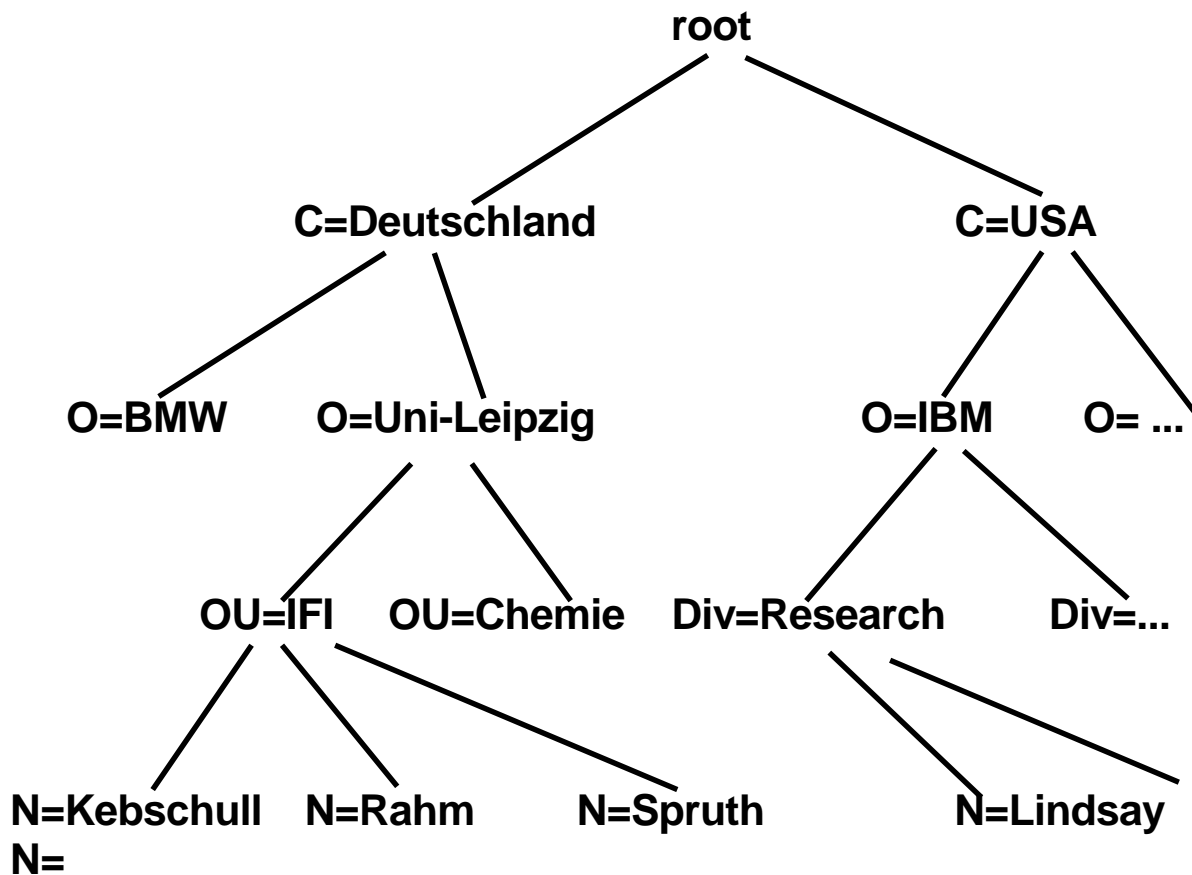 root
C=Deutschland C=USA
O=BMW O=Uni-Leipzig O=IBM O= ...
OU=IFI OU=Chemie Div=Research Div=...
N=Kebschull N=Rahm N=Spruth N=Lindsay
N=